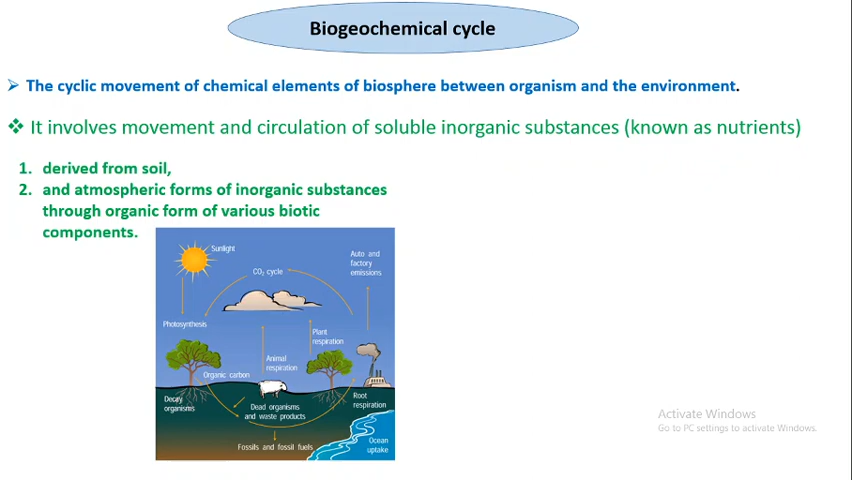 Biogeochemical cycle
The cyclic movement of chemical elements of biosphere between organism and the environment.
It involves movement and circulation of soluble inorganic substances (known as nutrients)
1. derived from soil,
2. and atmospheric forms of inorganic substances
through organic form of various biotic
components.
Sunlight
Auto and
factory
emissions
CO₂ cycle
Photosynthesis
Plant
respiration
Animal
respiration
Organic carbon
Decay
organisms
Dead organisms
and waste products
Root
respiration
Fossils and fossil fuels
Ocean
uptake
Activate Windows
Go to PC settings to activate Windows.